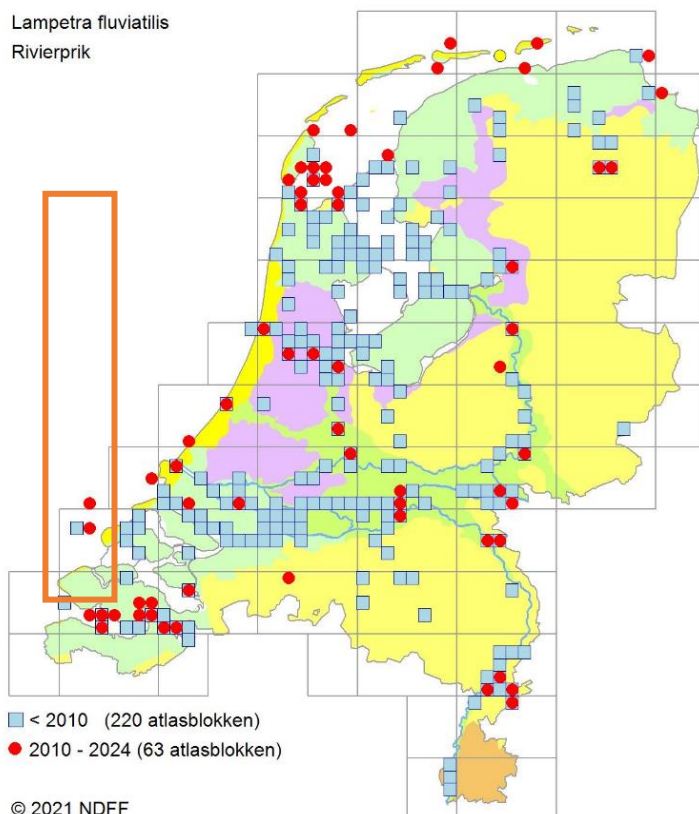 Lampetra fluviatilis
Rivierprik
< 2010 (220 atlasblokken)
2010 - 2024 (63 atlasblokken)
© 2021 NDFF